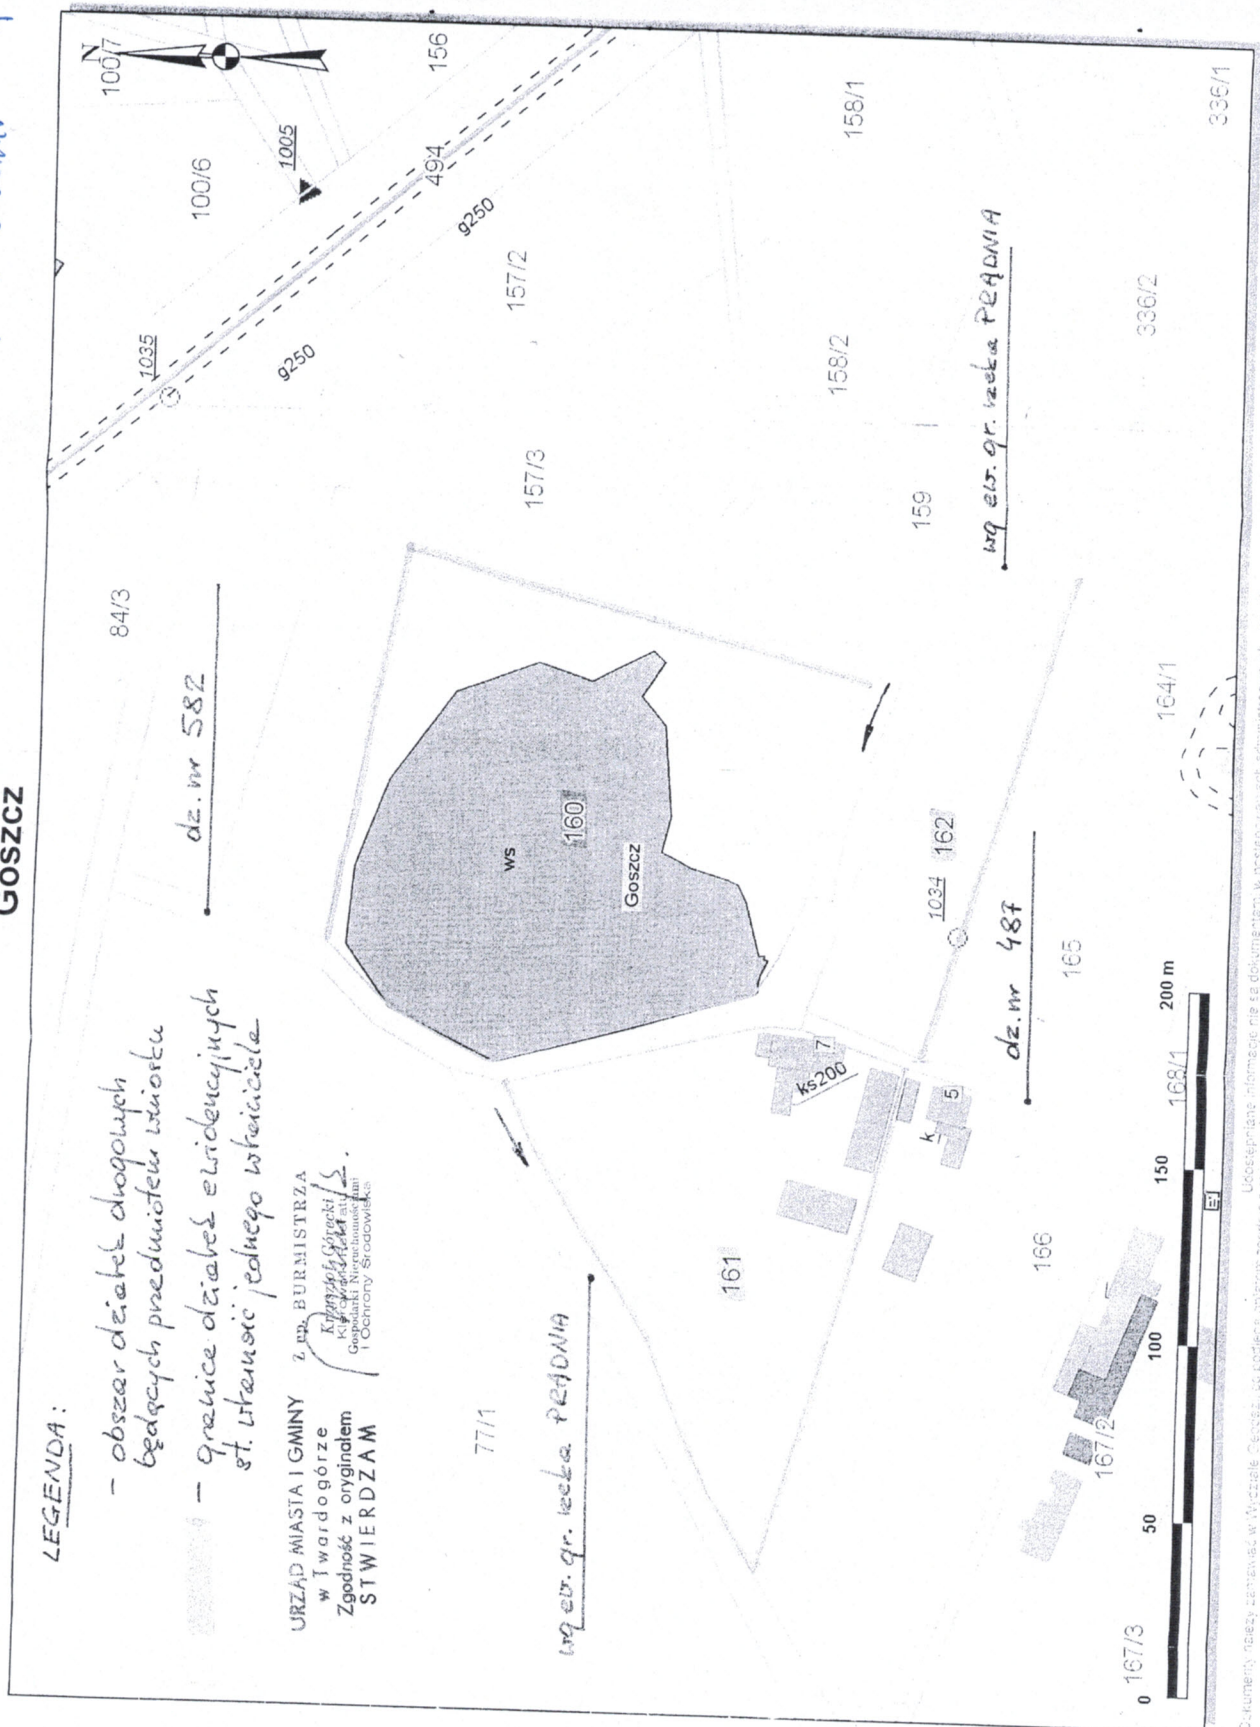 Goszcz
LEGENDA:
– obszar działek drogowych
będących przedmiotem wniosku
– granice działek ewidencyjnych
st. własność jednego właściciela
URZĄD MIASTA I GMINY
w Twardogórze
Zgodność z oryginałem
STWIERDZAM
Z up. BURMISTRZA
Krzysztof Górecki
Gospodarki Nieruchomościami
i Ochrony Środowiska
dz. nr 582
84/3
N
100/7
100/6
1005
1035
156
494
g250
g250
157/2
157/3
158/1
158/2
159
336/1
336/2
wg ew. gr. rzeka PRĄDNIA
ws
160
Goszcz
77/1
wg ew. gr. rzeka PRĄDNIA
161
7
ks200
5
k
1034
162
dz. nr 487
164/1
165
166
168/1
167/2
167/3
0
50
100
150
200 m